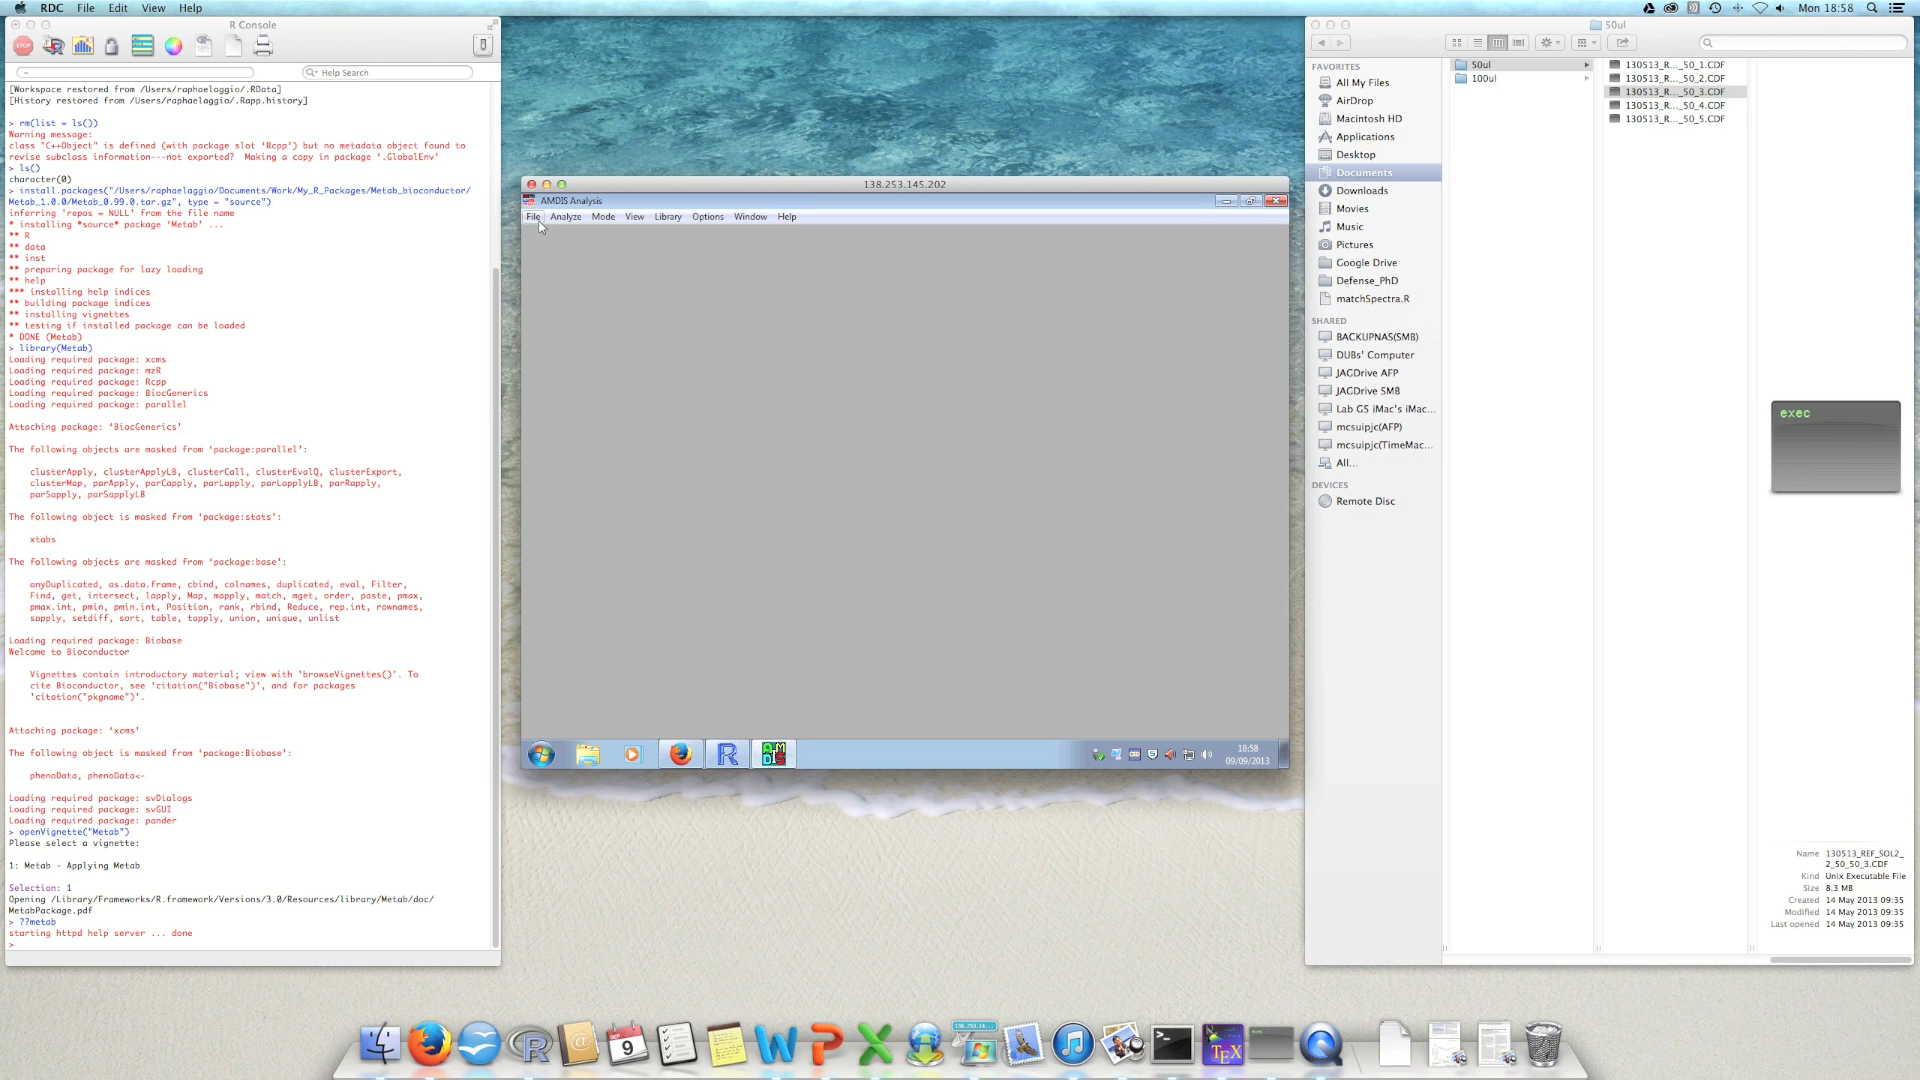 RDC File Edit View Help
Mon 18:58
R Console
Help Search
[Workspace restored from /Users/raphaelaggio/.RData]
[History restored from /Users/raphaelaggio/.Rapp.history]
> rm(list = ls())
Warning message:
class "C++Object" is defined (with package slot 'Rcpp') but no metadata object found to
revise subclass information---not exported?  Making a copy in package '.GlobalEnv'
> ls()
character(0)
> install.packages("/Users/raphaelaggio/Documents/Work/My_R_Packages/Metab_bioconductor/
Metab_1.0.0/Metab_0.99.0.tar.gz", type = "source")
inferring 'repos = NULL' from the file name
* installing *source* package 'Metab' ...
** R
** data
** inst
** preparing package for lazy loading
** help
*** installing help indices
** building package indices
** installing vignettes
** testing if installed package can be loaded
* DONE (Metab)
> library(Metab)
Loading required package: xcms
Loading required package: mzR
Loading required package: Rcpp
Loading required package: BiocGenerics
Loading required package: parallel
Attaching package: 'BiocGenerics'
The following objects are masked from 'package:parallel':
clusterApply, clusterApplyLB, clusterCall, clusterEvalQ, clusterExport,
clusterMap, parApply, parCapply, parLapply, parLapplyLB, parRapply,
parSapply, parSapplyLB
The following object is masked from 'package:stats':
xtabs
The following objects are masked from 'package:base':
anyDuplicated, as.data.frame, cbind, colnames, duplicated, eval, Filter,
Find, get, intersect, lapply, Map, mapply, match, mget, order, paste, pmax,
pmax.int, pmin, pmin.int, Position, rank, rbind, Reduce, rep.int, rownames,
sapply, setdiff, sort, table, tapply, union, unique, unlist
Loading required package: Biobase
Welcome to Bioconductor
Vignettes contain introductory material; view with 'browseVignettes()'. To
cite Bioconductor, see 'citation("Biobase")', and for packages
'citation("pkgname")'.
Attaching package: 'xcms'
The following object is masked from 'package:Biobase':
phenoData, phenoData<-
Loading required package: svDialogs
Loading required package: svGUI
Loading required package: pander
> openVignette("Metab")
Please select a vignette:
1: Metab - Applying Metab
Selection: 1
Opening /Library/Frameworks/R.framework/Versions/3.0/Resources/library/Metab/doc/
MetabPackage.pdf
> ??metab
starting httpd help server ... done
>
138.253.145.202
AMDIS Analysis
File Analyze Mode View Library Options Window Help
18:58
09/09/2013
50ul
FAVORITES
All My Files
AirDrop
Macintosh HD
Applications
Desktop
Documents
Downloads
Movies
Music
Pictures
Google Drive
Defense_PhD
matchSpectra.R
SHARED
BACKUPNAS(SMB)
DUBs' Computer
JAGDrive AFP
JAGDrive SMB
Lab G5 iMac's iMac...
mcsuipjc(AFP)
mcsuipjc(TimeMac...
All...
DEVICES
Remote Disc
50ul
100ul
130513_R..._50_1.CDF
130513_R..._50_2.CDF
130513_R..._50_3.CDF
130513_R..._50_4.CDF
130513_R..._50_5.CDF
exec
Name 130513_REF_SOL2_
2_50_50_3.CDF
Kind Unix Executable File
Size 8.3 MB
Created 14 May 2013 09:35
Modified 14 May 2013 09:35
Last opened 14 May 2013 09:35